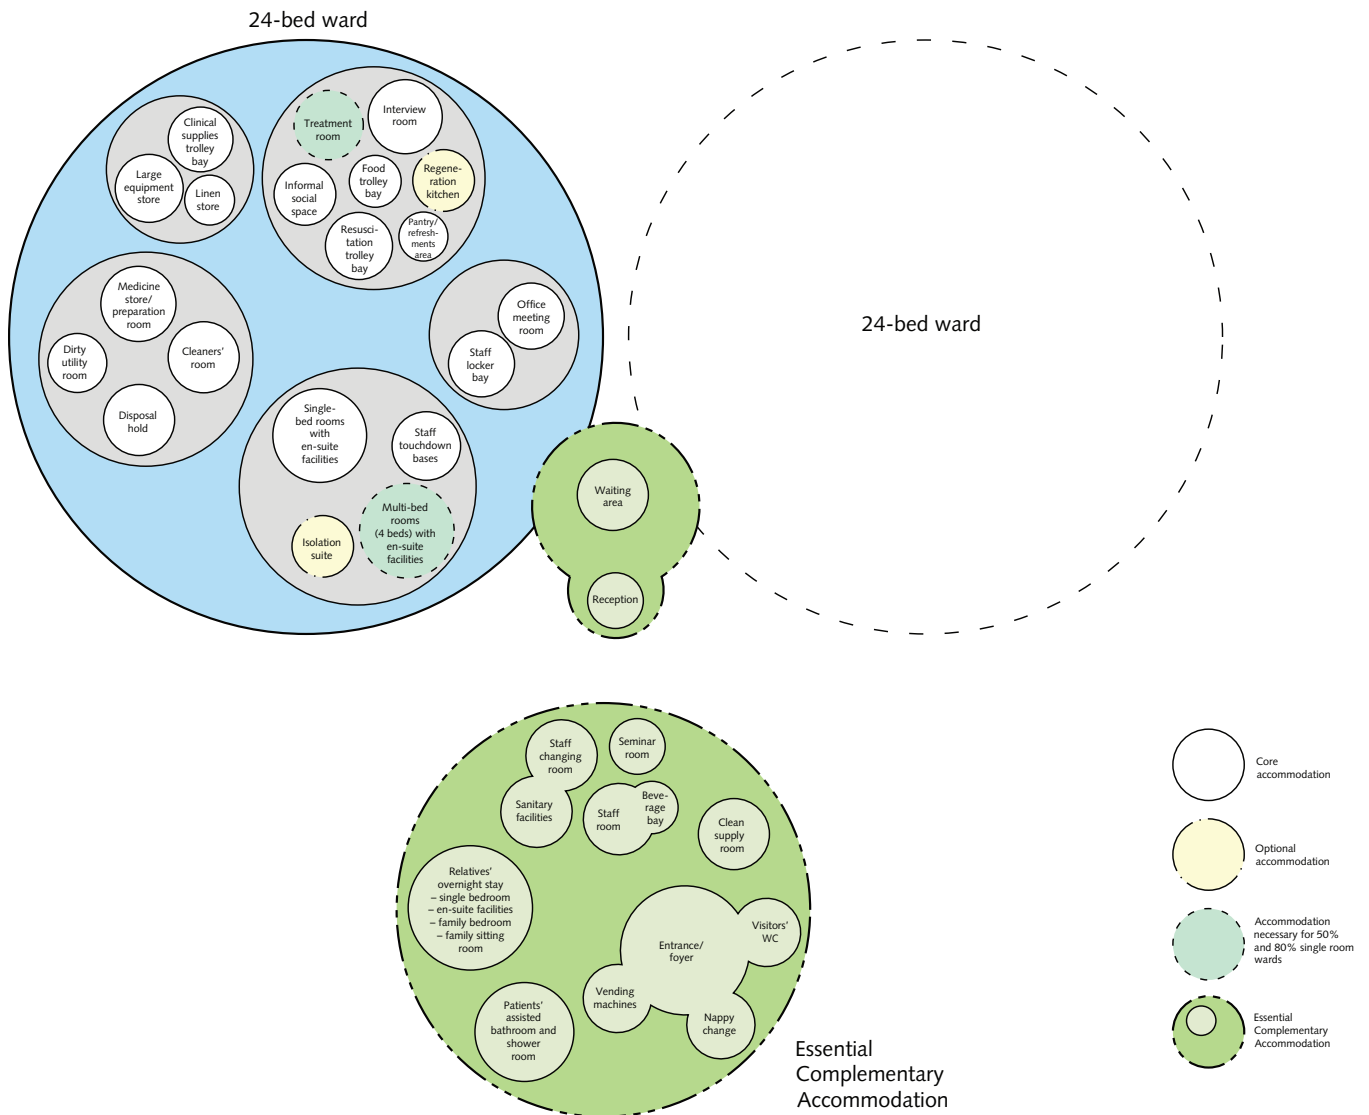 24-bed ward
Clinical
supplies
trolley
bay
Large
equipment
store
Linen
store
Treatment
room
Interview
room
Informal
social
space
Food
trolley
bay
Regene-
ration
kitchen
Resusci-
tation
trolley
bay
Pantry/
refresh-
ments
area
Medicine
store/
preparation
room
Dirty
utility
room
Cleaners'
room
Disposal
hold
Office
meeting
room
Staff
locker
bay
Single-
bed rooms
with
en-suite
facilities
Staff
touchdown
bases
Isolation
suite
Multi-bed
rooms
(4 beds) with
en-suite
facilities
24-bed ward
Waiting
area
Reception
Staff
changing
room
Seminar
room
Sanitary
facilities
Staff
room
Beve-
rage
bay
Clean
supply
room
Relatives'
overnight stay
– single bedroom
– en-suite facilities
– family bedroom
– family sitting
room
Entrance/
foyer
Visitors'
WC
Vending
machines
Nappy
change
Patients'
assisted
bathroom and
shower
room
Essential
Complementary
Accommodation
Core
accommodation
Optional
accommodation
Accommodation
necessary for 50%
and 80% single room
wards
Essential
Complementary
Accommodation